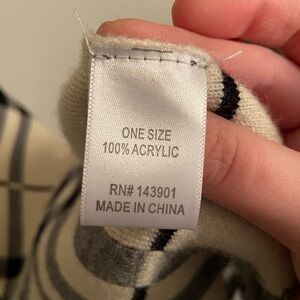 ONE SIZE
100% ACRYLIC
RN# 143901
MADE IN CHINA